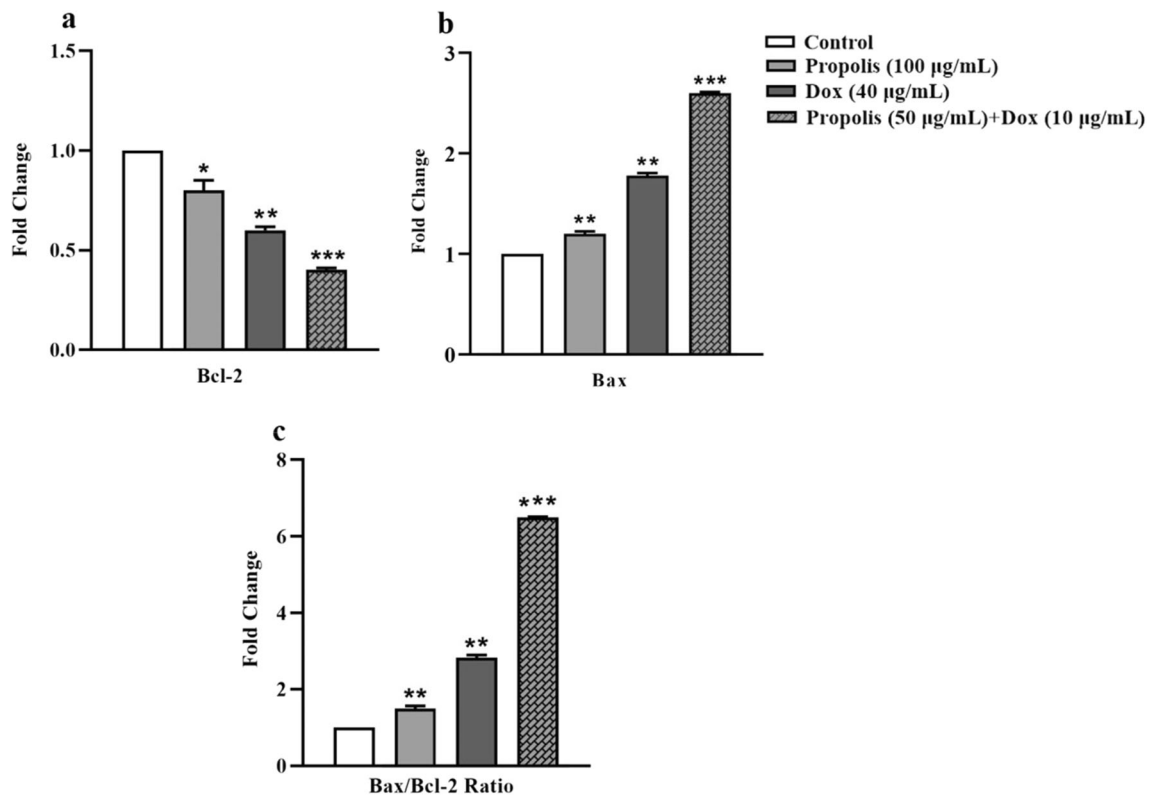 a
1.5
1.0
0.5
0.0
Fold Change
*
**
***
Bcl-2
b
3
2
1
0
Fold Change
**
**
***
Bax
Control
Propolis (100 μg/mL)
Dox (40 μg/mL)
Propolis (50 μg/mL)+Dox (10 μg/mL)
c
8
6
4
2
0
Fold Change
**
**
***
Bax/Bcl-2 Ratio